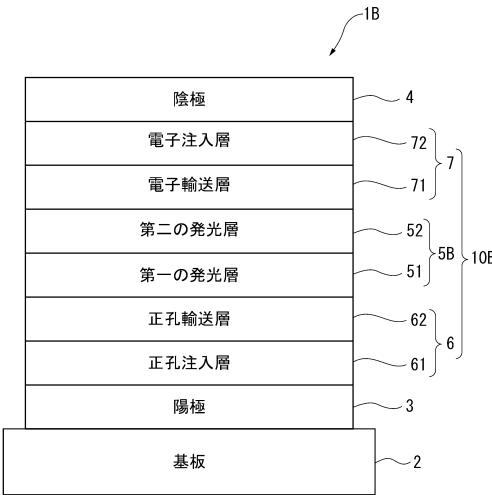 1B
陰極 4
電子注入層 72
7
電子輸送層 71
第二の発光層 52
5B 10B
第一の発光層 51
正孔輸送層 62
6
正孔注入層 61
陽極 3
基板 2